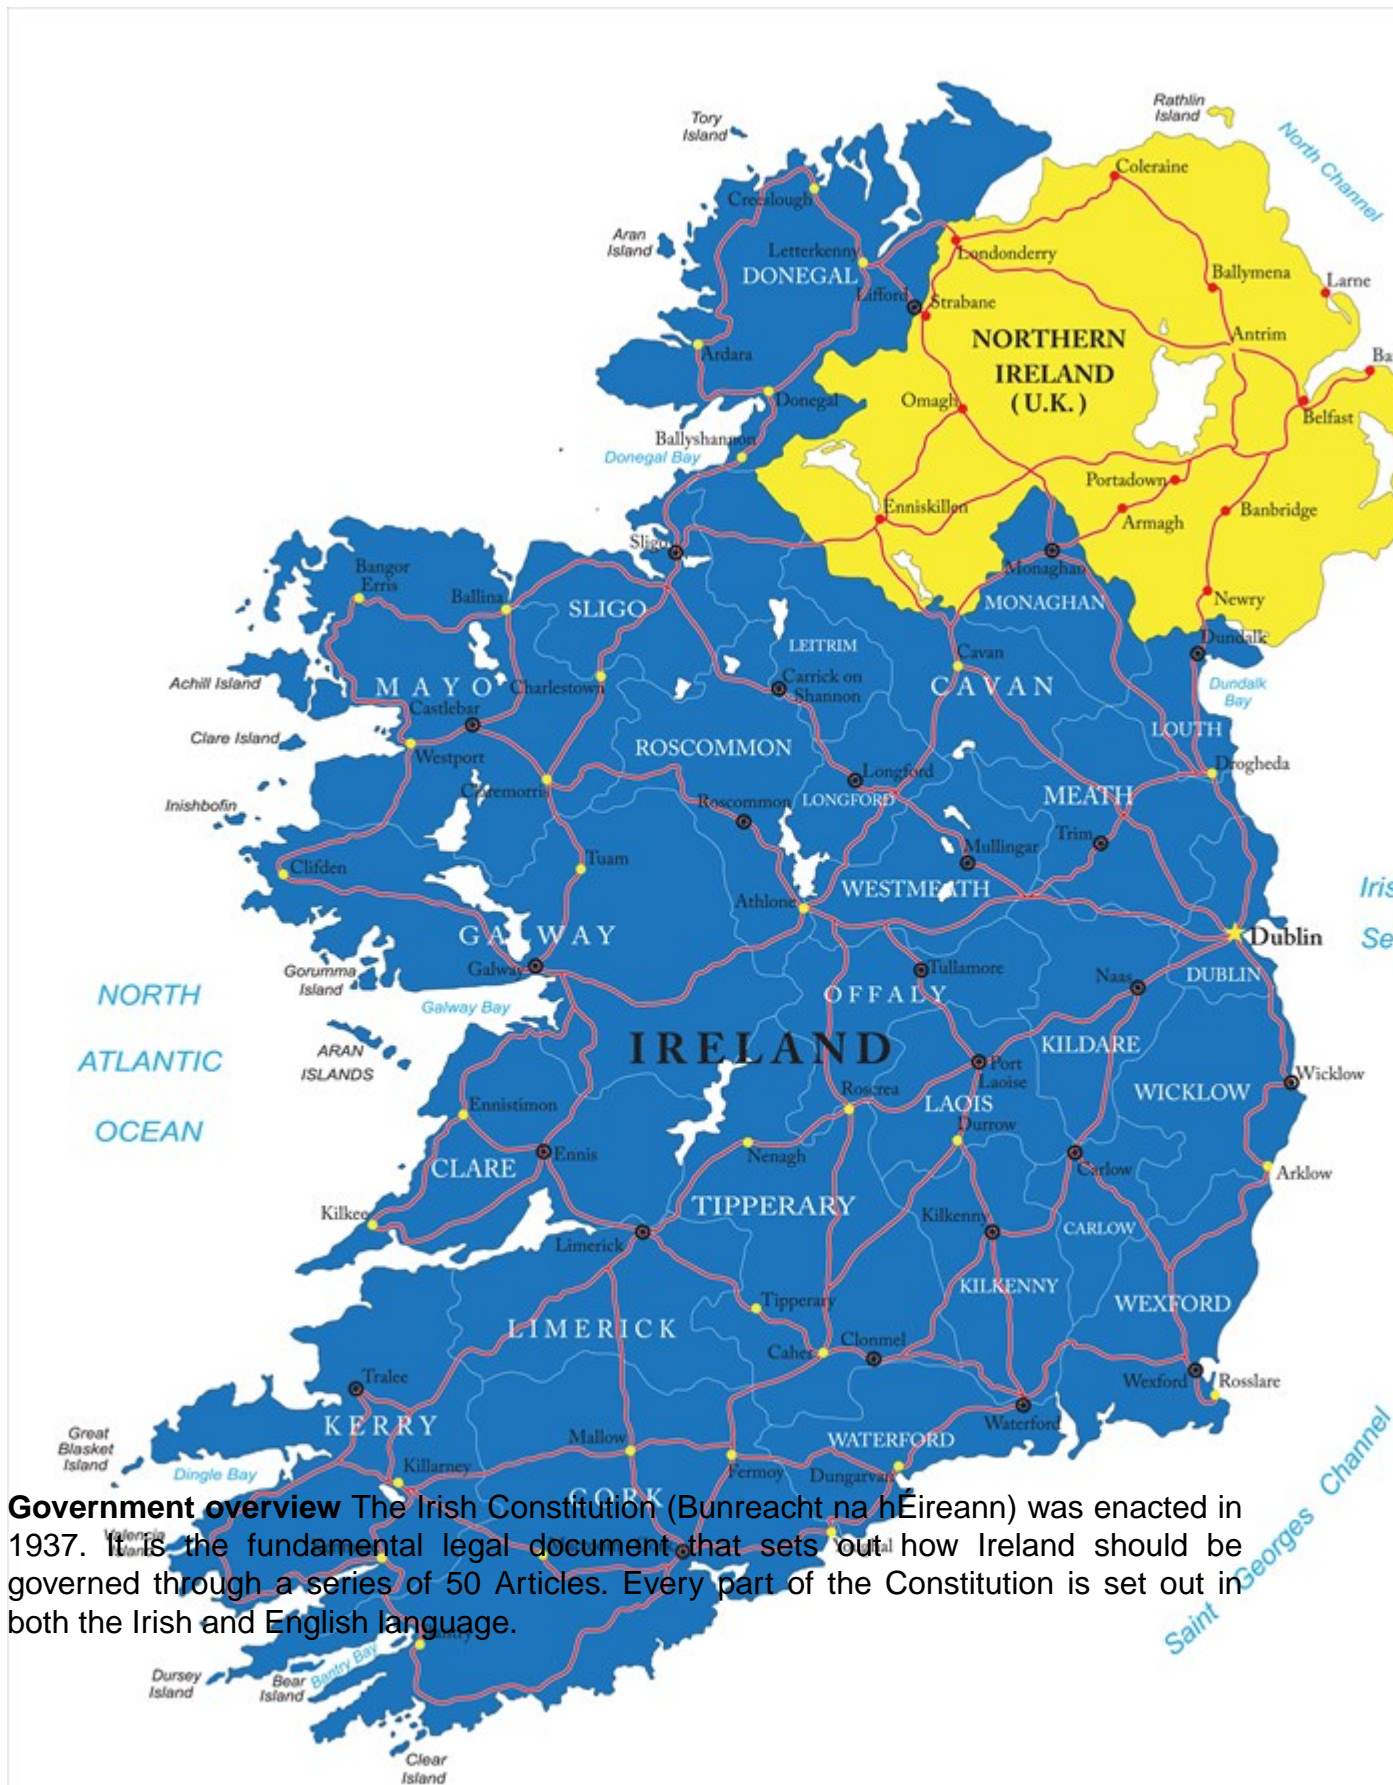 Rathlin
Island
North Channel
Tory
Island
Coleraine
Creeslough
Aran
Island
Letterkenny
Londonderry
DONEGAL
Ballymena
Larne
Lifford
Strabane
NORTHERN
IRELAND
(U.K.)
Antrim
Ardara
Donegal
Omagh
Belfast
Ballyshannon
Donegal Bay
Portadown
Enniskillen
Armagh
Banbridge
Sligo
Monaghan
Bangor
Erris
Ballina
SLIGO
MONAGHAN
Newry
LEITRIM
Dundalk
Cavan
Achill Island
MAYO
Charlestown
Carrick on
Shannon
CAVAN
Dundalk
Bay
Castlebar
Clare Island
LOUTH
ROSCOMMON
Westport
Drogheda
Longford
Claremorris
Inishbofin
Roscommon
LONGFORD
MEATH
Trim
Mullingar
Clifden
Tuam
WESTMEATH
Athlone
GALWAY
Dublin
Galway
Tullamore
Naas
DUBLIN
Gorumma
Island
OFFALY
NORTH
ATLANTIC
OCEAN
Galway Bay
ARAN
ISLANDS
IRELAND
KILDARE
Port
Laoise
Wicklow
Roscrea
WICKLOW
LAOIS
Ennistimon
Durrow
Ennis
Nenagh
CLARE
Carlow
Arklow
TIPPERARY
Kilkee
Kilkenny
CARLOW
Limerick
KILKENNY
Tipperary
WEXFORD
LIMERICK
Caher
Clonmel
Tralee
Wexford
Rosslare
KERRY
Waterford
Great
Blasket
Island
Mallow
WATERFORD
Dingle Bay
Killarney
Fermoy
Dungarvan
CORK
Saint Georges Channel
Government overview The Irish Constitution (Bunreacht na hÉireann) was enacted in
1937. It is the fundamental legal document that sets out how Ireland should be
governed through a series of 50 Articles. Every part of the Constitution is set out in
both the Irish and English language.
Valencia
Island
Youghal
Bantry Bay
Dursey
Island
Bear
Island
Clear
Island